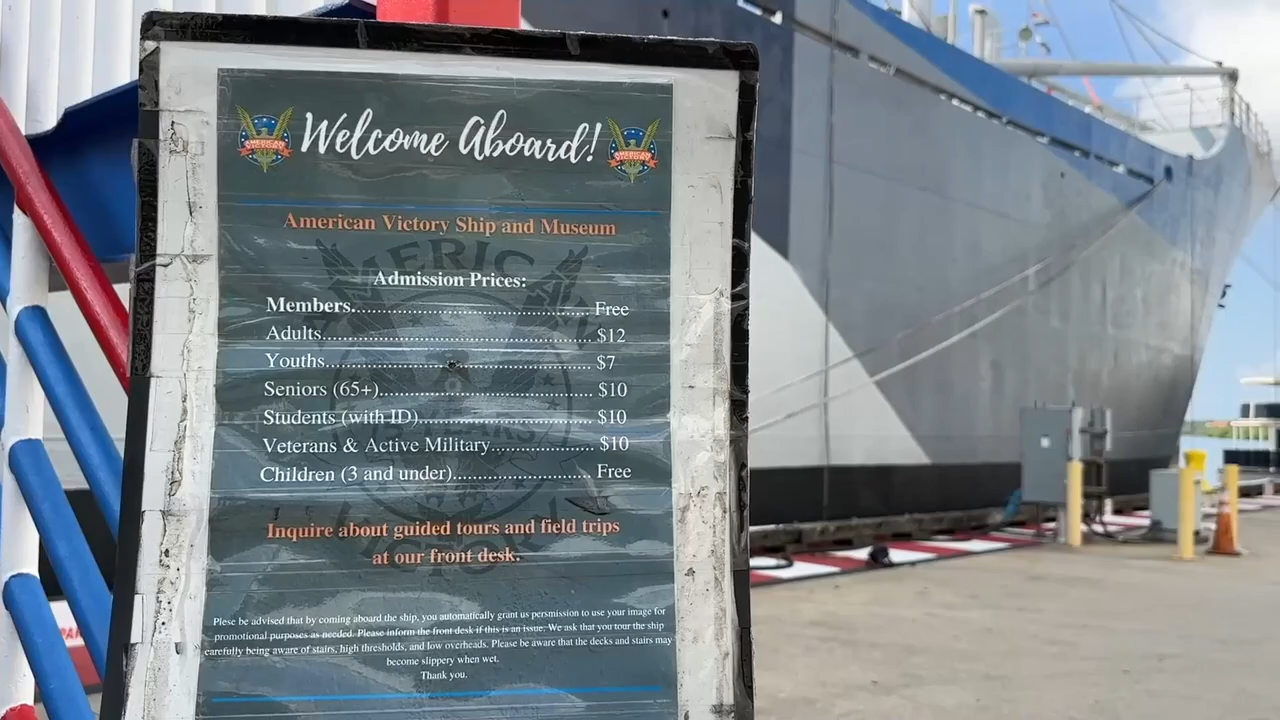 Welcome Aboard!
AMERICAN
VICTORY
AMERICAN
VICTORY
American Victory Ship and Museum
Admission Prices:
Members........................................ Free
Adults............................................... $12
Youths.............................................. $7
Seniors (65+)..................................... $10
Students (with ID)............................. $10
Veterans & Active Military................. $10
Children (3 and under)....................... Free
Inquire about guided tours and field trips
at our front desk.
Plese be advised that by coming aboard the ship, you automatically grant us persmission to use your image for
promotional purposes as needed. Please inform the front desk if this is an issue. We ask that you tour the ship
carefully being aware of stairs, high thresholds, and low overheads. Please be aware that the decks and stairs may
become slippery when wet.
Thank you.